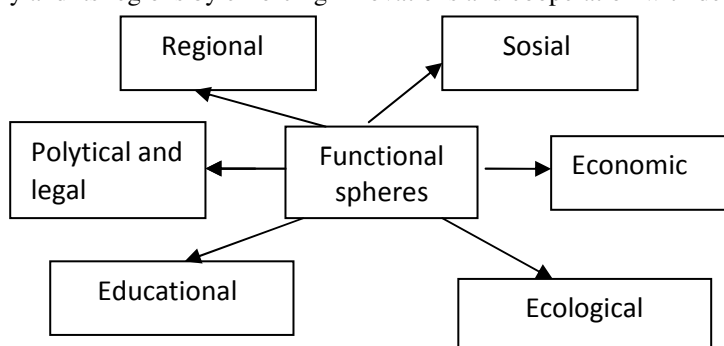 Regional
Sosial
Polytical and
legal
Functional
spheres
Economic
Educational
Ecological